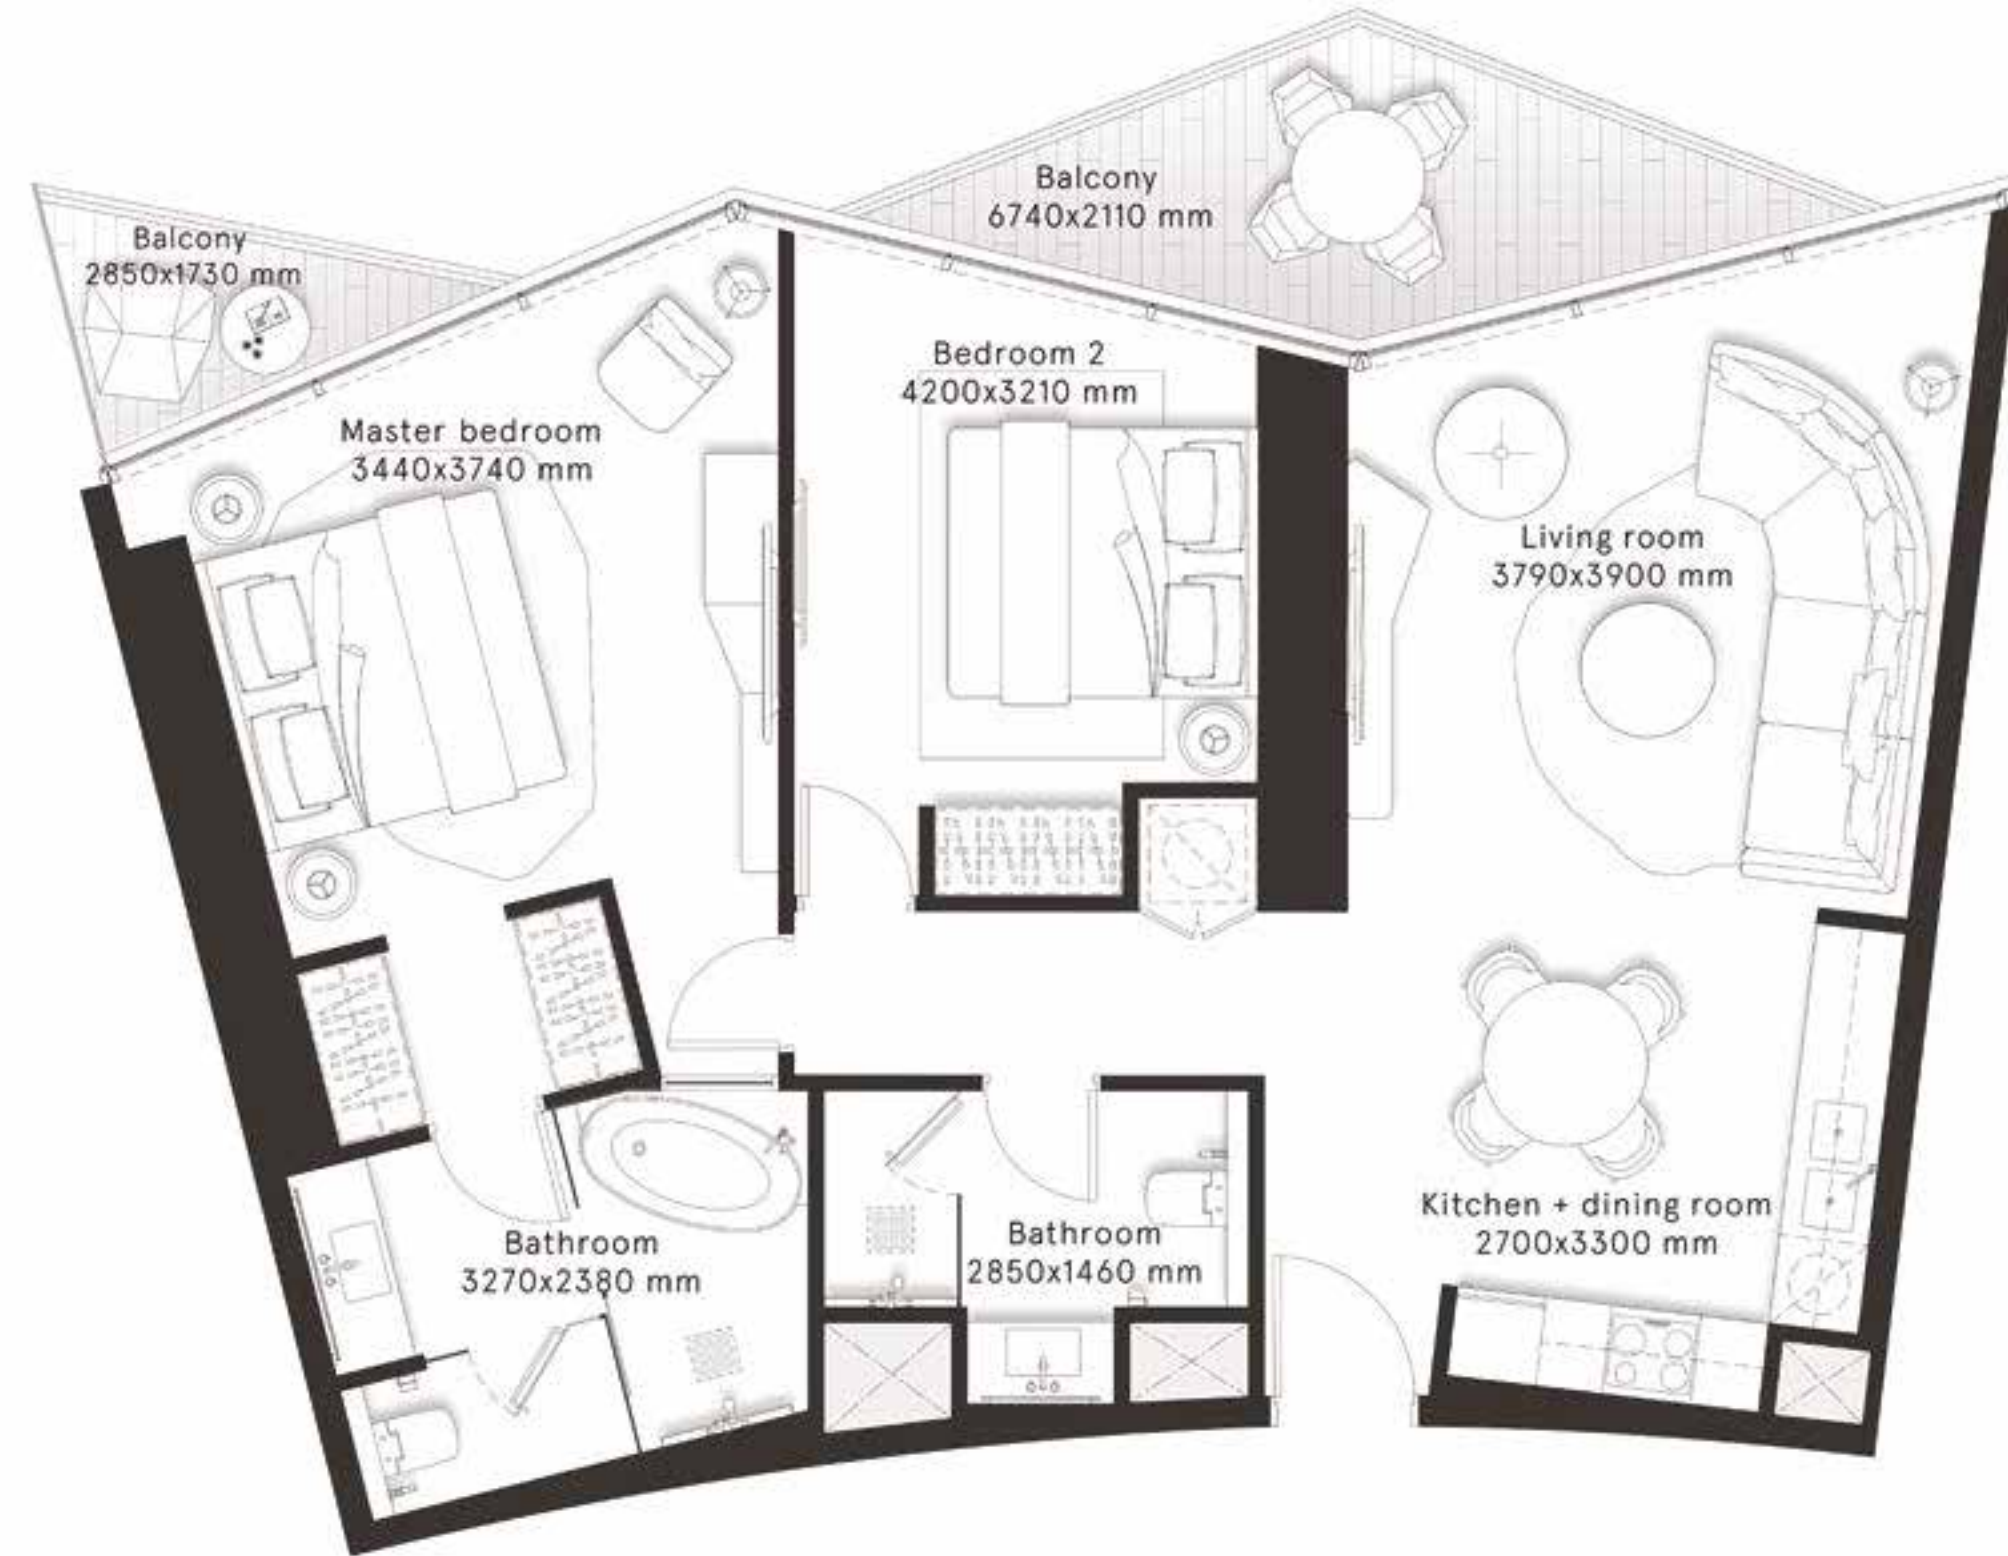 Balcony
6740x2110 mm
Balcony
2850x1730 mm
Bedroom 2
4200x3210 mm
Master bedroom
3440x3740 mm
Living room
3790x3900 mm
Kitchen + dining room
2700x3300 mm
Bathroom
3270x2380 mm
Bathroom
2850x1460 mm